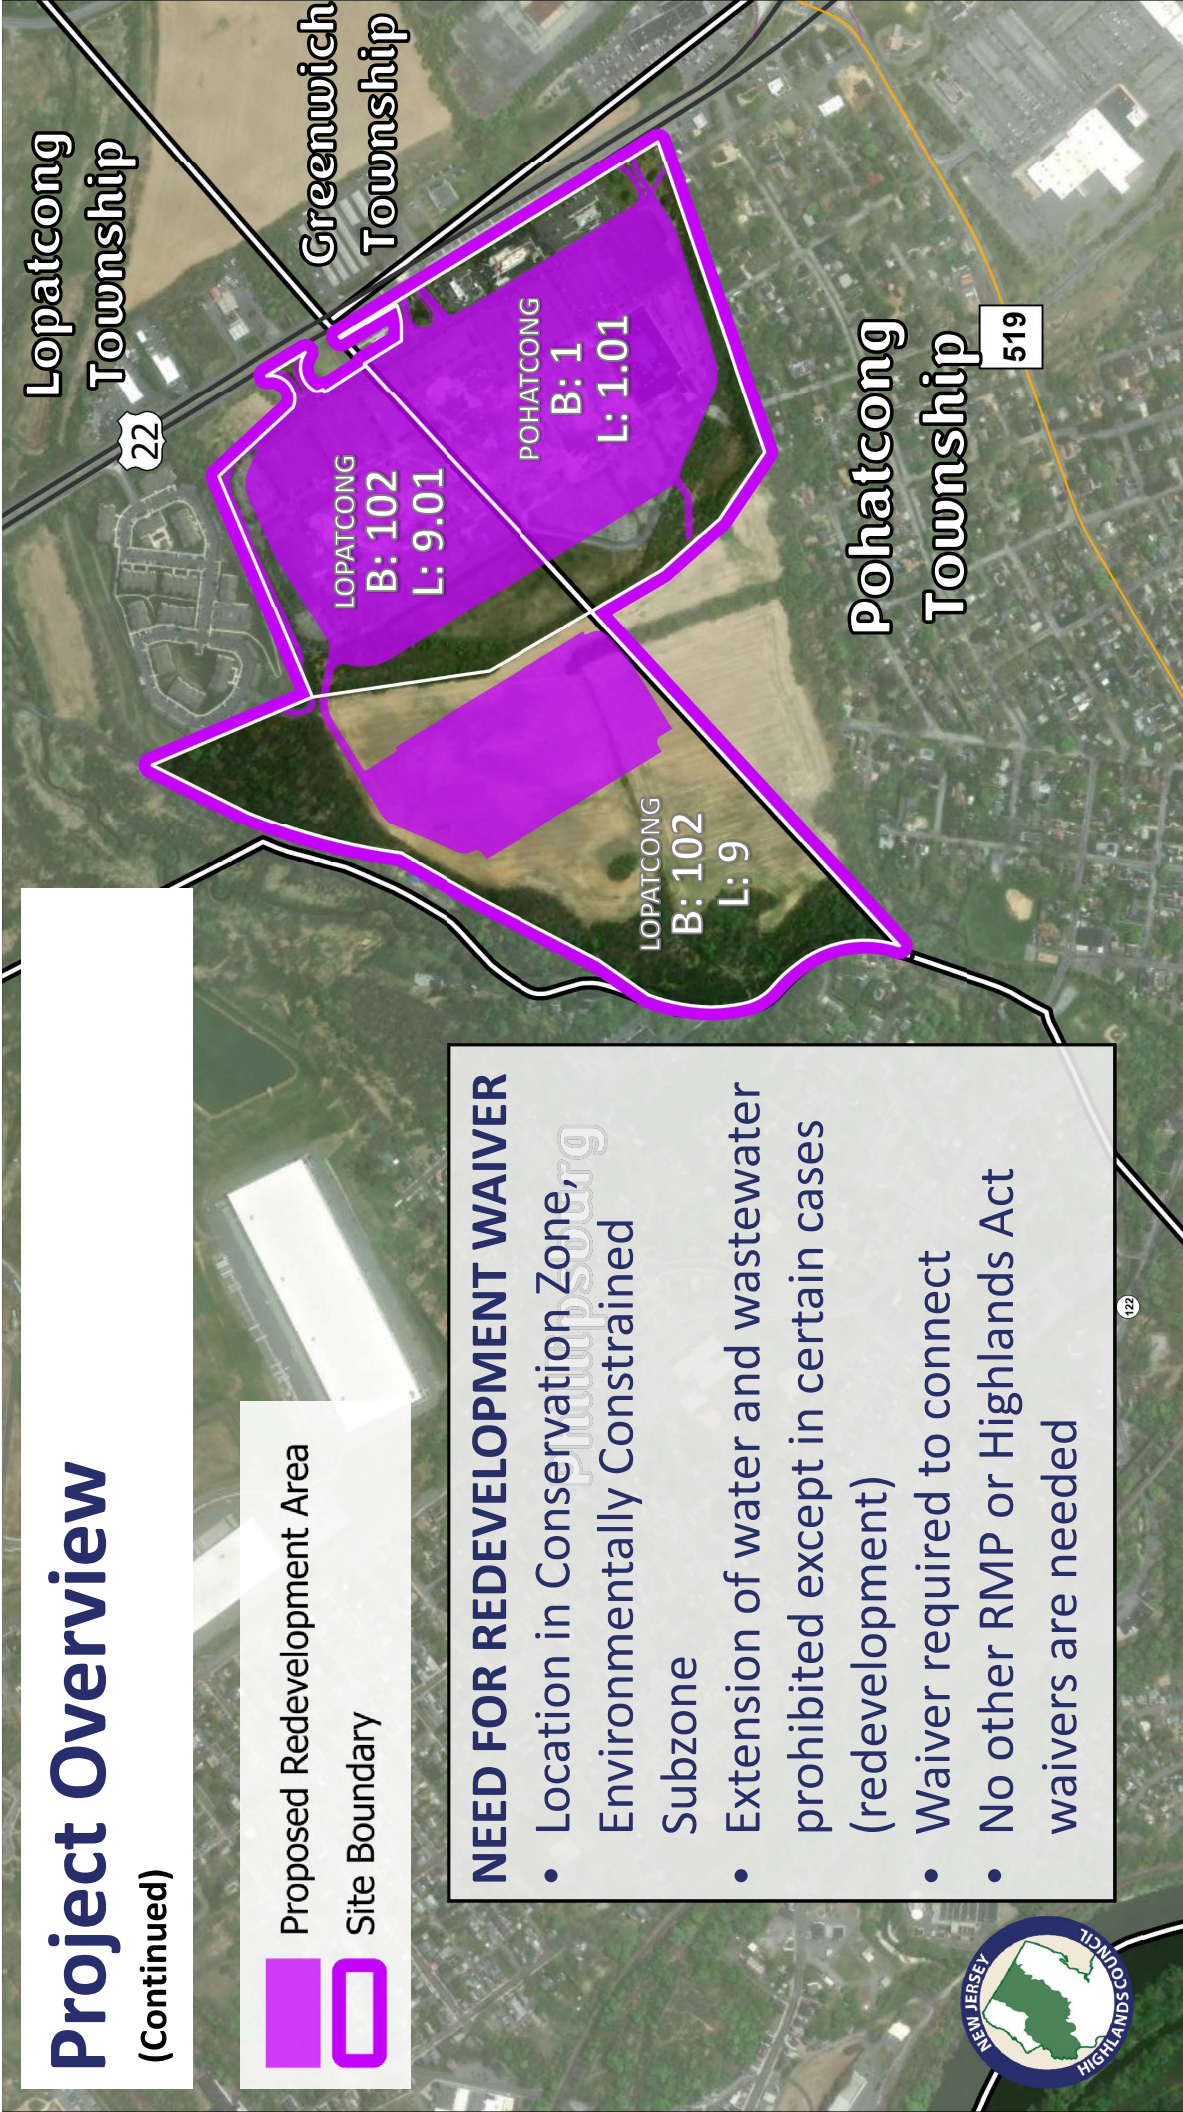 Project Overview
(Continued)
Proposed Redevelopment Area
Site Boundary
NEED FOR REDEVELOPMENT WAIVER
• Location in Conservation Zone,
Environmentally Constrained
Subzone
• Extension of water and wastewater
prohibited except in certain cases
(redevelopment)
• Waiver required to connect
• No other RMP or Highlands Act
waivers are needed
Phillipsburg
122
NEW JERSEY
HIGHLANDS COUNCIL
Lopatcong
Township
22
Greenwich
Township
LOPATCONG
B: 102
L: 9.01
POHATCONG
B: 1
L: 1.01
LOPATCONG
B: 102
L: 9
Pohatcong
Township
519